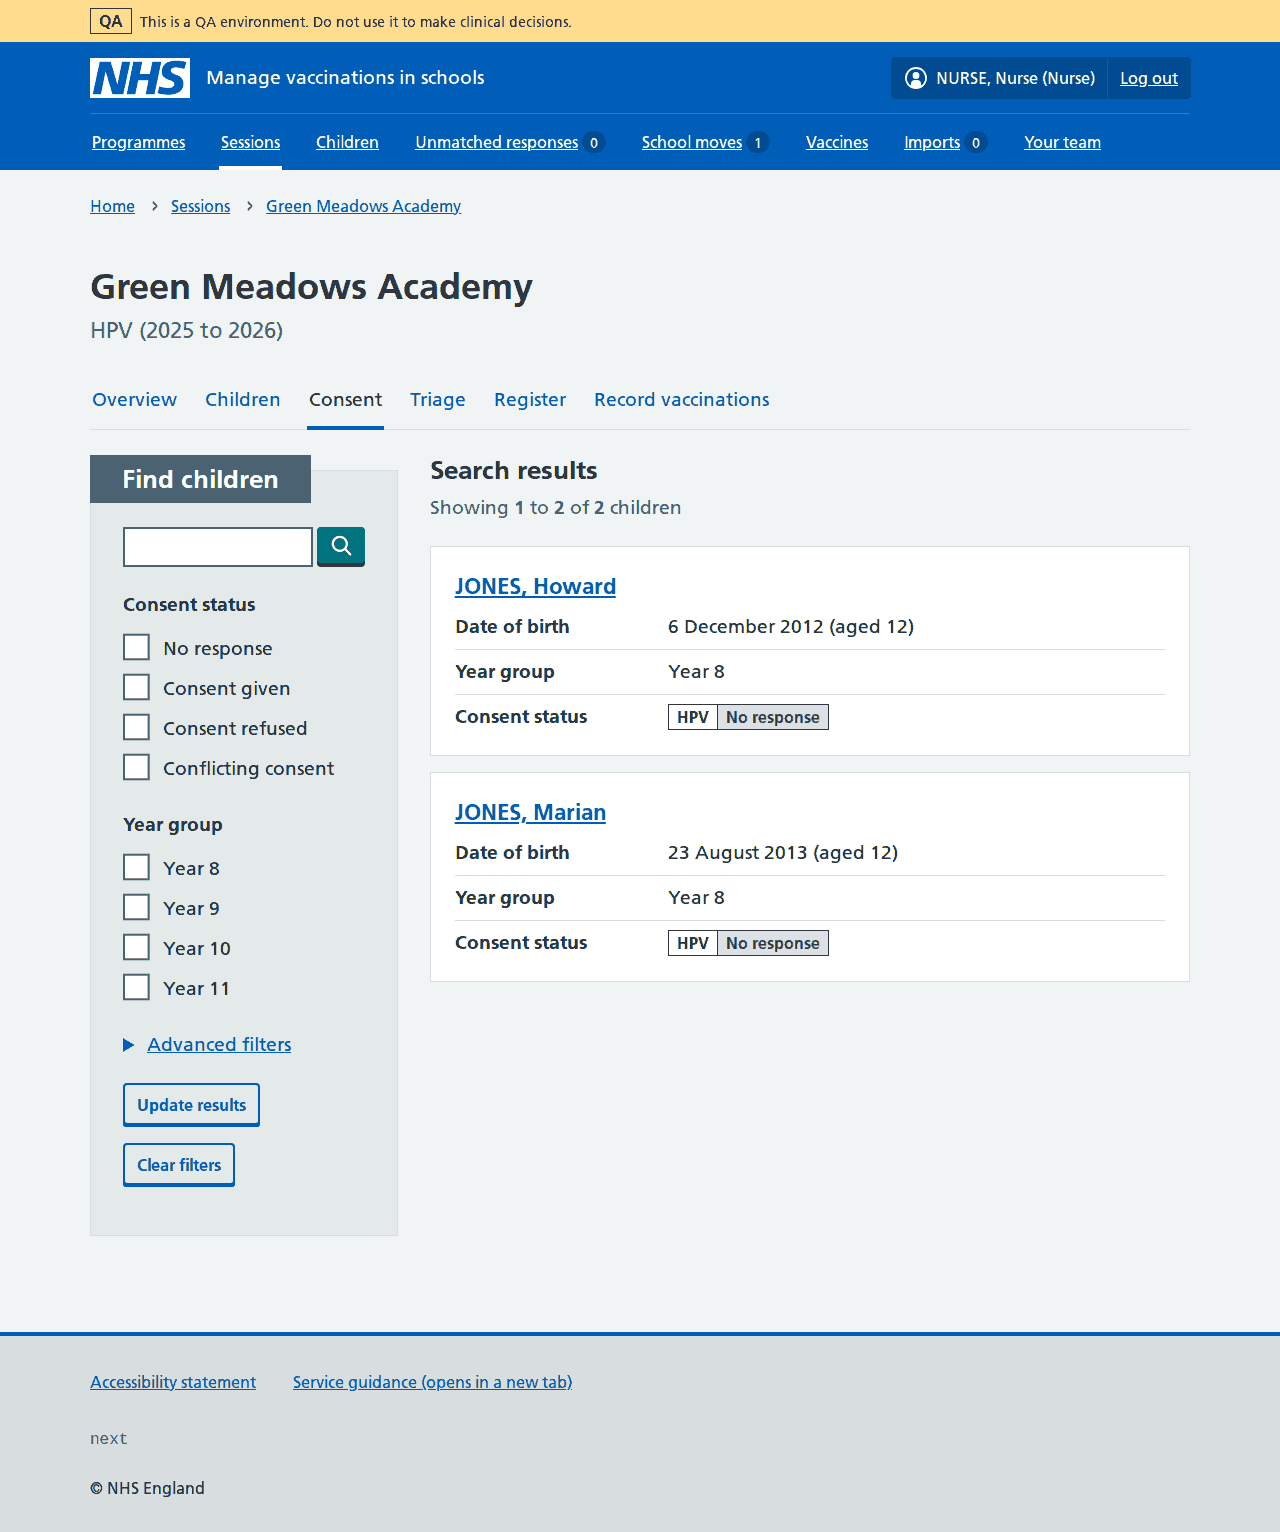 QA This is a QA environment. Do not use it to make clinical decisions.
NHS Manage vaccinations in schools NURSE, Nurse (Nurse) Log out
Programmes Sessions Children Unmatched responses 0 School moves 1 Vaccines Imports 0 Your team
Home Sessions Green Meadows Academy
Green Meadows Academy
HPV (2025 to 2026)
Overview Children Consent Triage Register Record vaccinations
Find children
Consent status
No response
Consent given
Consent refused
Conflicting consent
Year group
Year 8
Year 9
Year 10
Year 11
Advanced filters
Update results
Clear filters
Search results
Showing 1 to 2 of 2 children
JONES, Howard
Date of birth 6 December 2012 (aged 12)
Year group Year 8
Consent status HPV No response
JONES, Marian
Date of birth 23 August 2013 (aged 12)
Year group Year 8
Consent status HPV No response
Accessibility statement Service guidance (opens in a new tab)
next
© NHS England